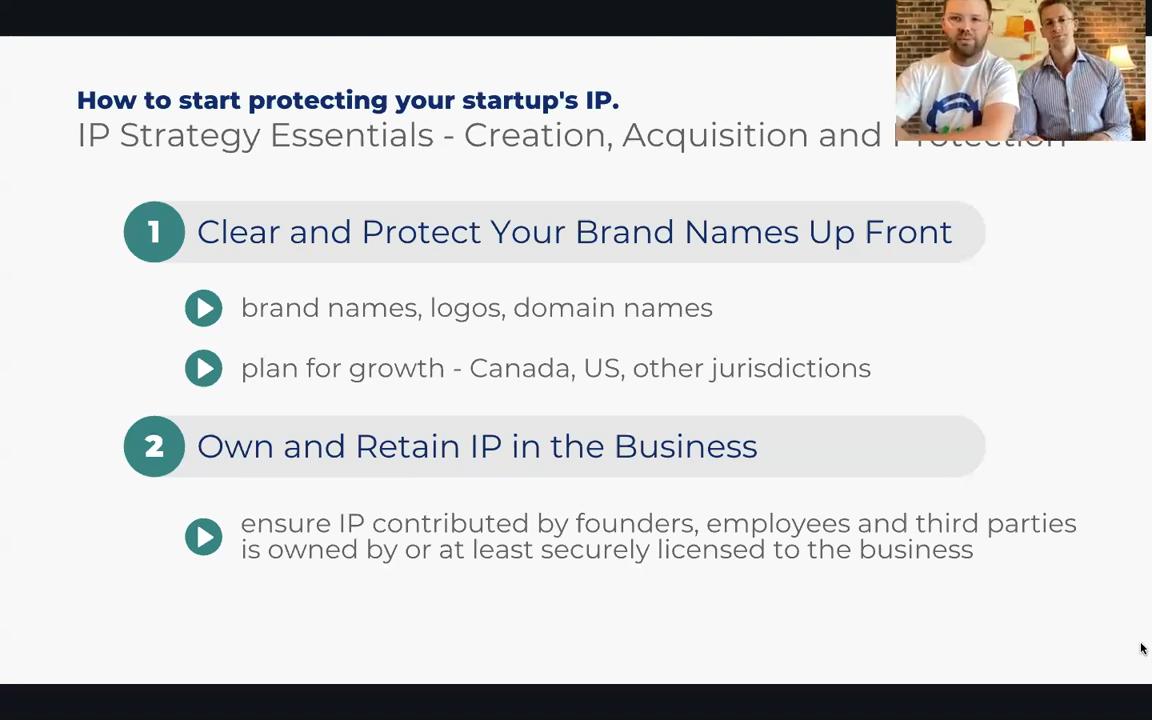 How to start protecting your startup's IP.
IP Strategy Essentials - Creation, Acquisition and Protection
1 Clear and Protect Your Brand Names Up Front
brand names, logos, domain names
plan for growth - Canada, US, other jurisdictions
2 Own and Retain IP in the Business
ensure IP contributed by founders, employees and third parties
is owned by or at least securely licensed to the business